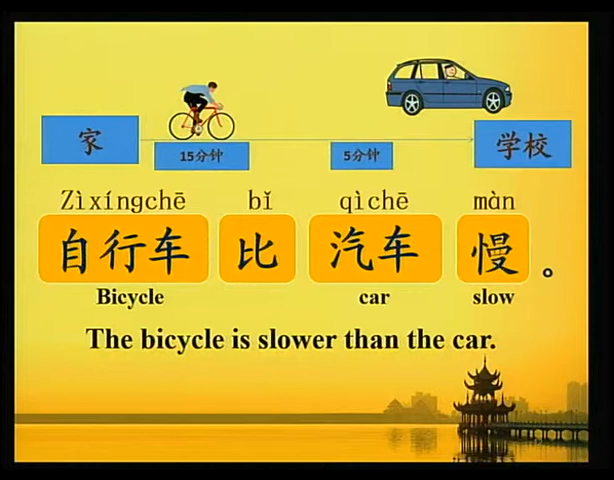 家
学校
15分钟
5分钟
Zìxíngchē bǐ qìchē màn
自行车 比 汽车 慢 。
Bicycle car slow
The bicycle is slower than the car.